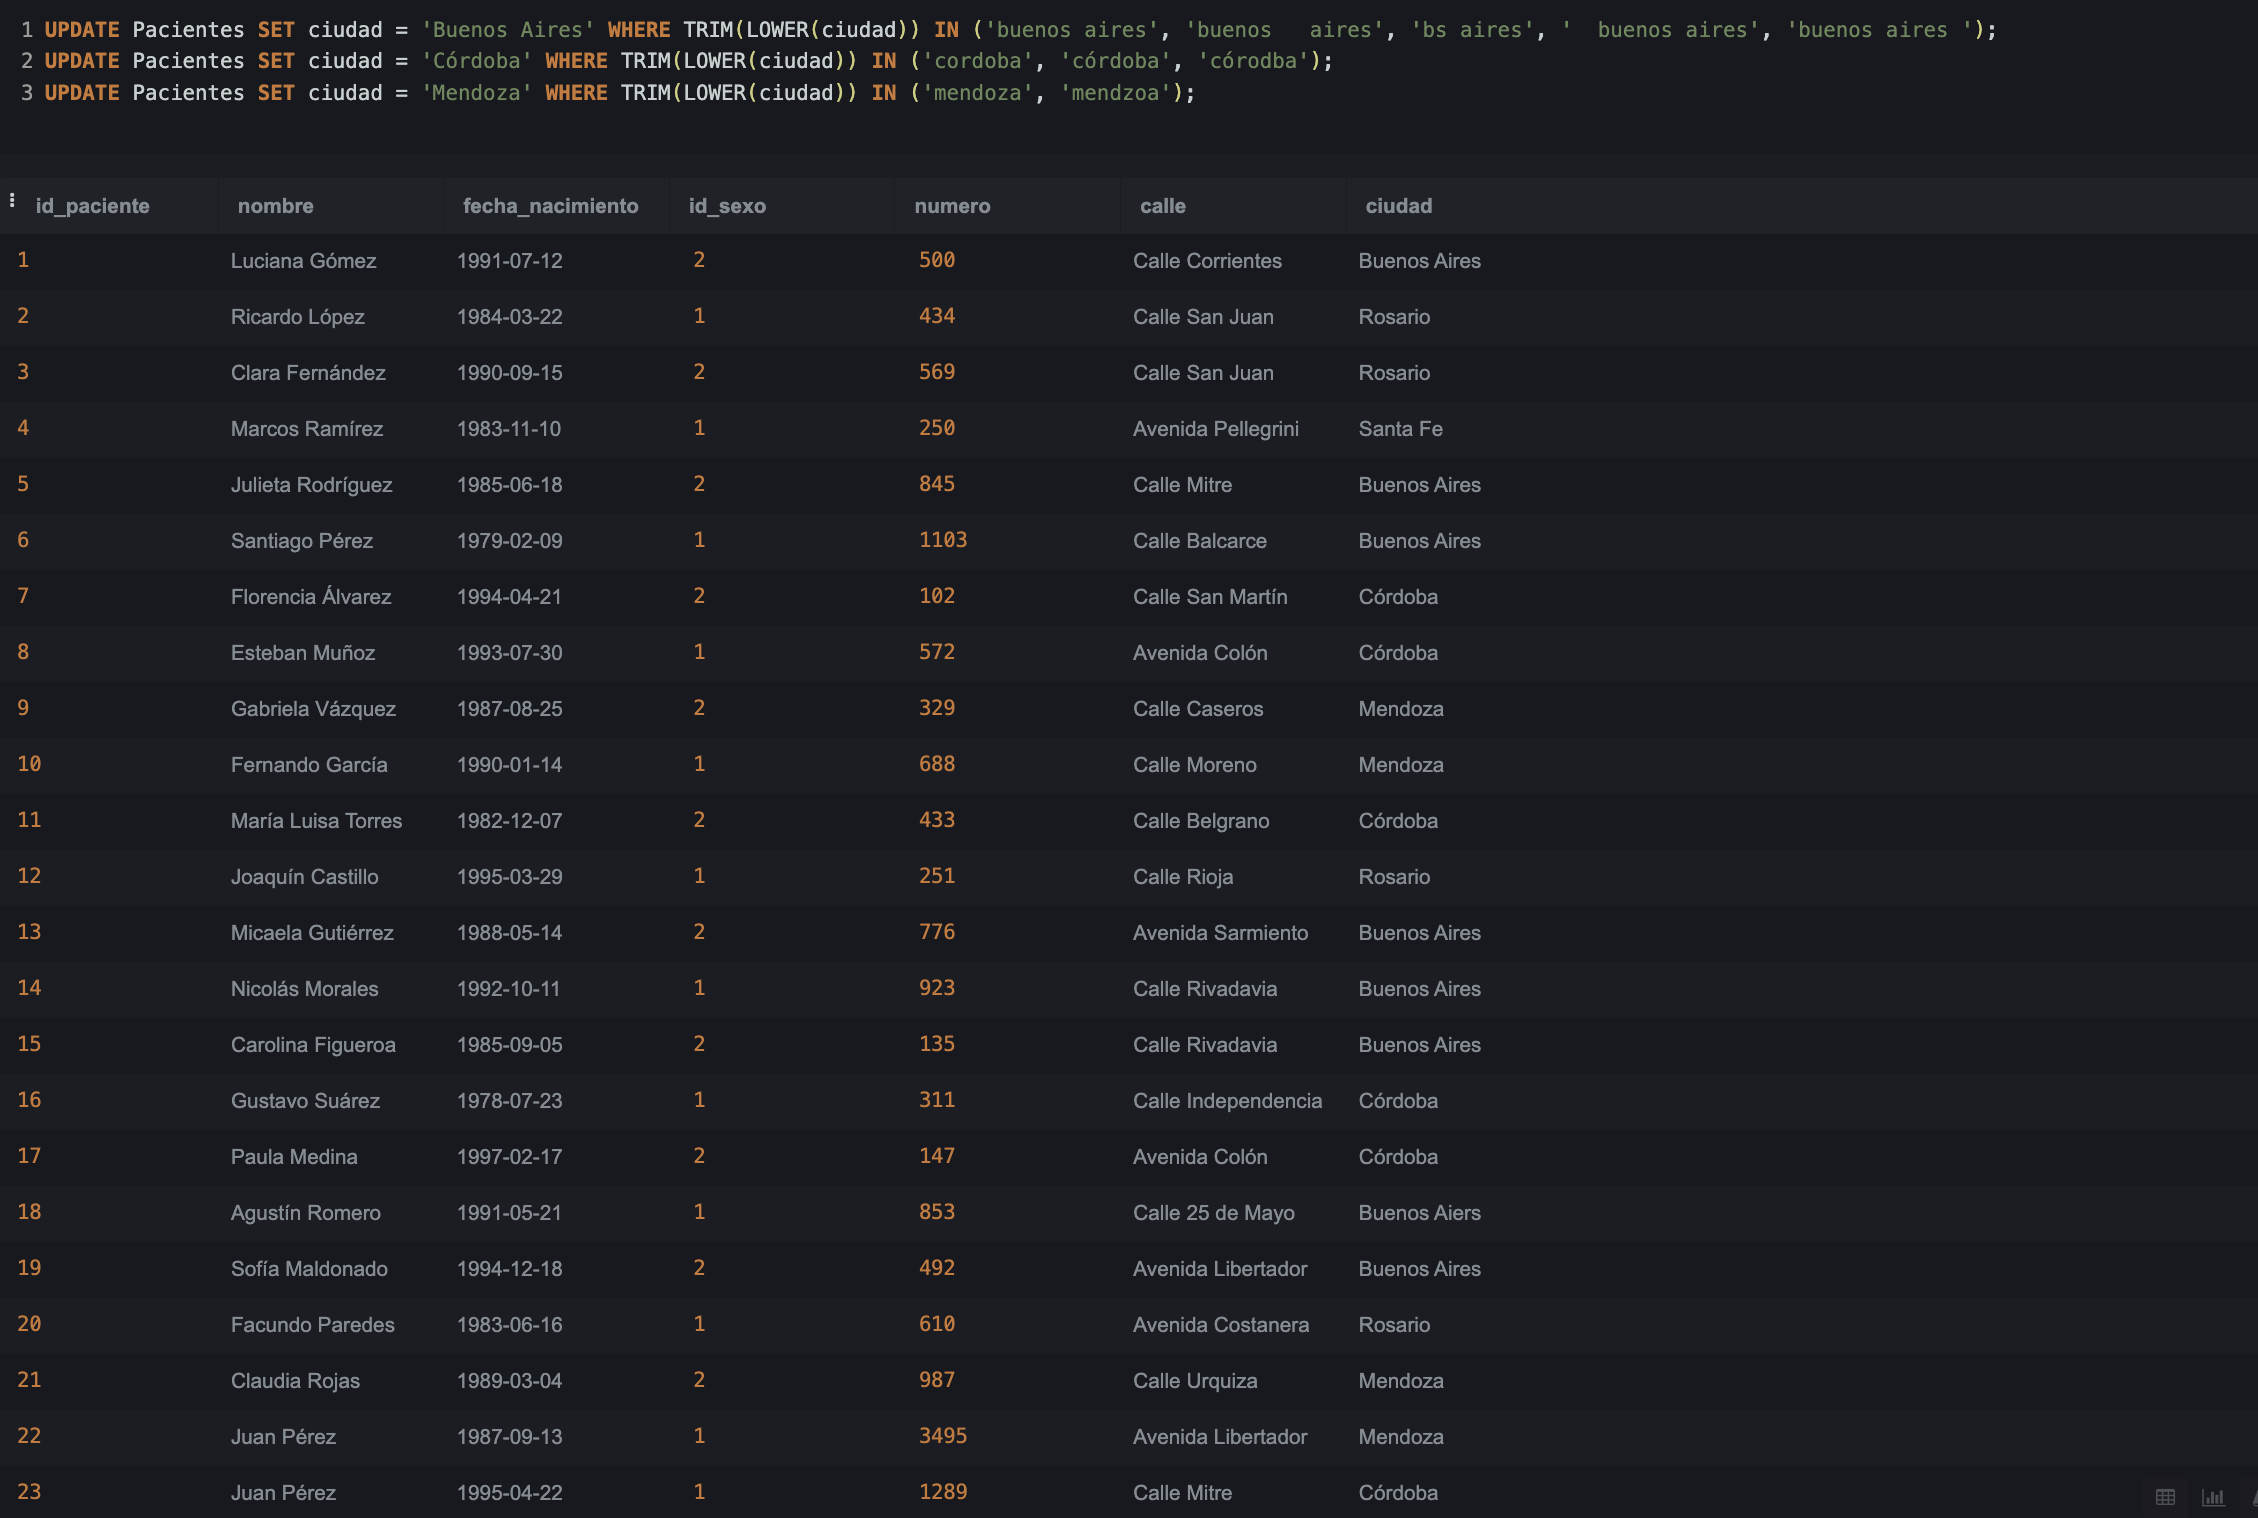 1 UPDATE Pacientes SET ciudad = 'Buenos Aires' WHERE TRIM(LOWER(ciudad)) IN ('buenos aires', 'buenos   aires', 'bs aires', '  buenos aires', 'buenos aires ');
2 UPDATE Pacientes SET ciudad = 'Córdoba' WHERE TRIM(LOWER(ciudad)) IN ('cordoba', 'córdoba', 'córodba');
3 UPDATE Pacientes SET ciudad = 'Mendoza' WHERE TRIM(LOWER(ciudad)) IN ('mendoza', 'mendzoa');
id_paciente nombre fecha_nacimiento id_sexo numero calle ciudad
1 Luciana Gómez 1991-07-12 2 500 Calle Corrientes Buenos Aires
2 Ricardo López 1984-03-22 1 434 Calle San Juan Rosario
3 Clara Fernández 1990-09-15 2 569 Calle San Juan Rosario
4 Marcos Ramírez 1983-11-10 1 250 Avenida Pellegrini Santa Fe
5 Julieta Rodríguez 1985-06-18 2 845 Calle Mitre Buenos Aires
6 Santiago Pérez 1979-02-09 1 1103 Calle Balcarce Buenos Aires
7 Florencia Álvarez 1994-04-21 2 102 Calle San Martín Córdoba
8 Esteban Muñoz 1993-07-30 1 572 Avenida Colón Córdoba
9 Gabriela Vázquez 1987-08-25 2 329 Calle Caseros Mendoza
10 Fernando García 1990-01-14 1 688 Calle Moreno Mendoza
11 María Luisa Torres 1982-12-07 2 433 Calle Belgrano Córdoba
12 Joaquín Castillo 1995-03-29 1 251 Calle Rioja Rosario
13 Micaela Gutiérrez 1988-05-14 2 776 Avenida Sarmiento Buenos Aires
14 Nicolás Morales 1992-10-11 1 923 Calle Rivadavia Buenos Aires
15 Carolina Figueroa 1985-09-05 2 135 Calle Rivadavia Buenos Aires
16 Gustavo Suárez 1978-07-23 1 311 Calle Independencia Córdoba
17 Paula Medina 1997-02-17 2 147 Avenida Colón Córdoba
18 Agustín Romero 1991-05-21 1 853 Calle 25 de Mayo Buenos Aiers
19 Sofía Maldonado 1994-12-18 2 492 Avenida Libertador Buenos Aires
20 Facundo Paredes 1983-06-16 1 610 Avenida Costanera Rosario
21 Claudia Rojas 1989-03-04 2 987 Calle Urquiza Mendoza
22 Juan Pérez 1987-09-13 1 3495 Avenida Libertador Mendoza
23 Juan Pérez 1995-04-22 1 1289 Calle Mitre Córdoba